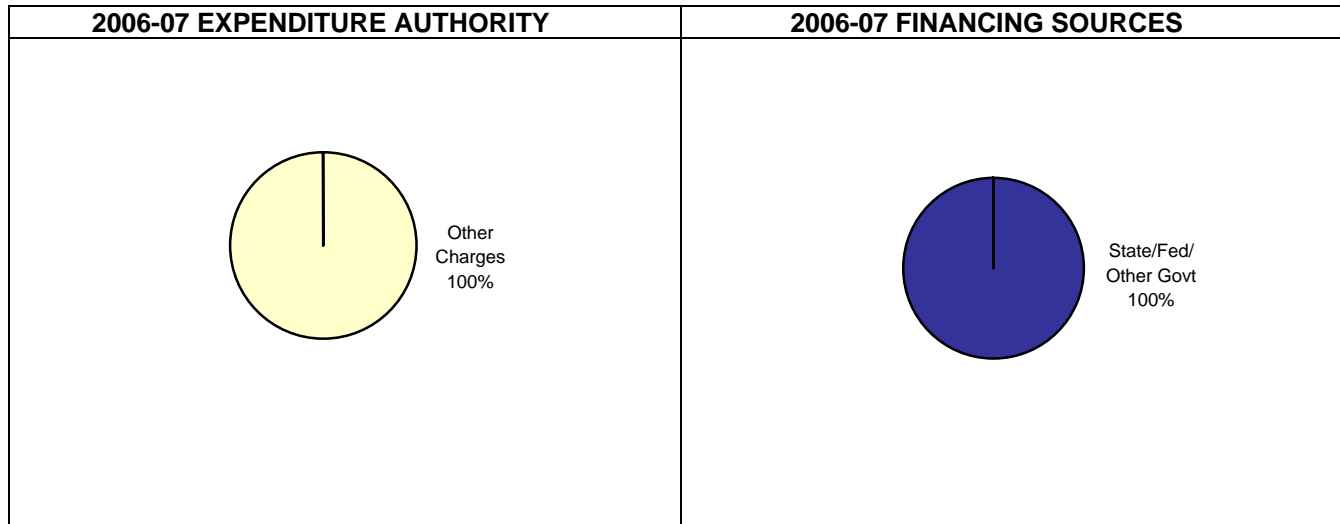 2006-07 EXPENDITURE AUTHORITY
2006-07 FINANCING SOURCES
Other
Charges
100%
State/Fed/
Other Govt
100%